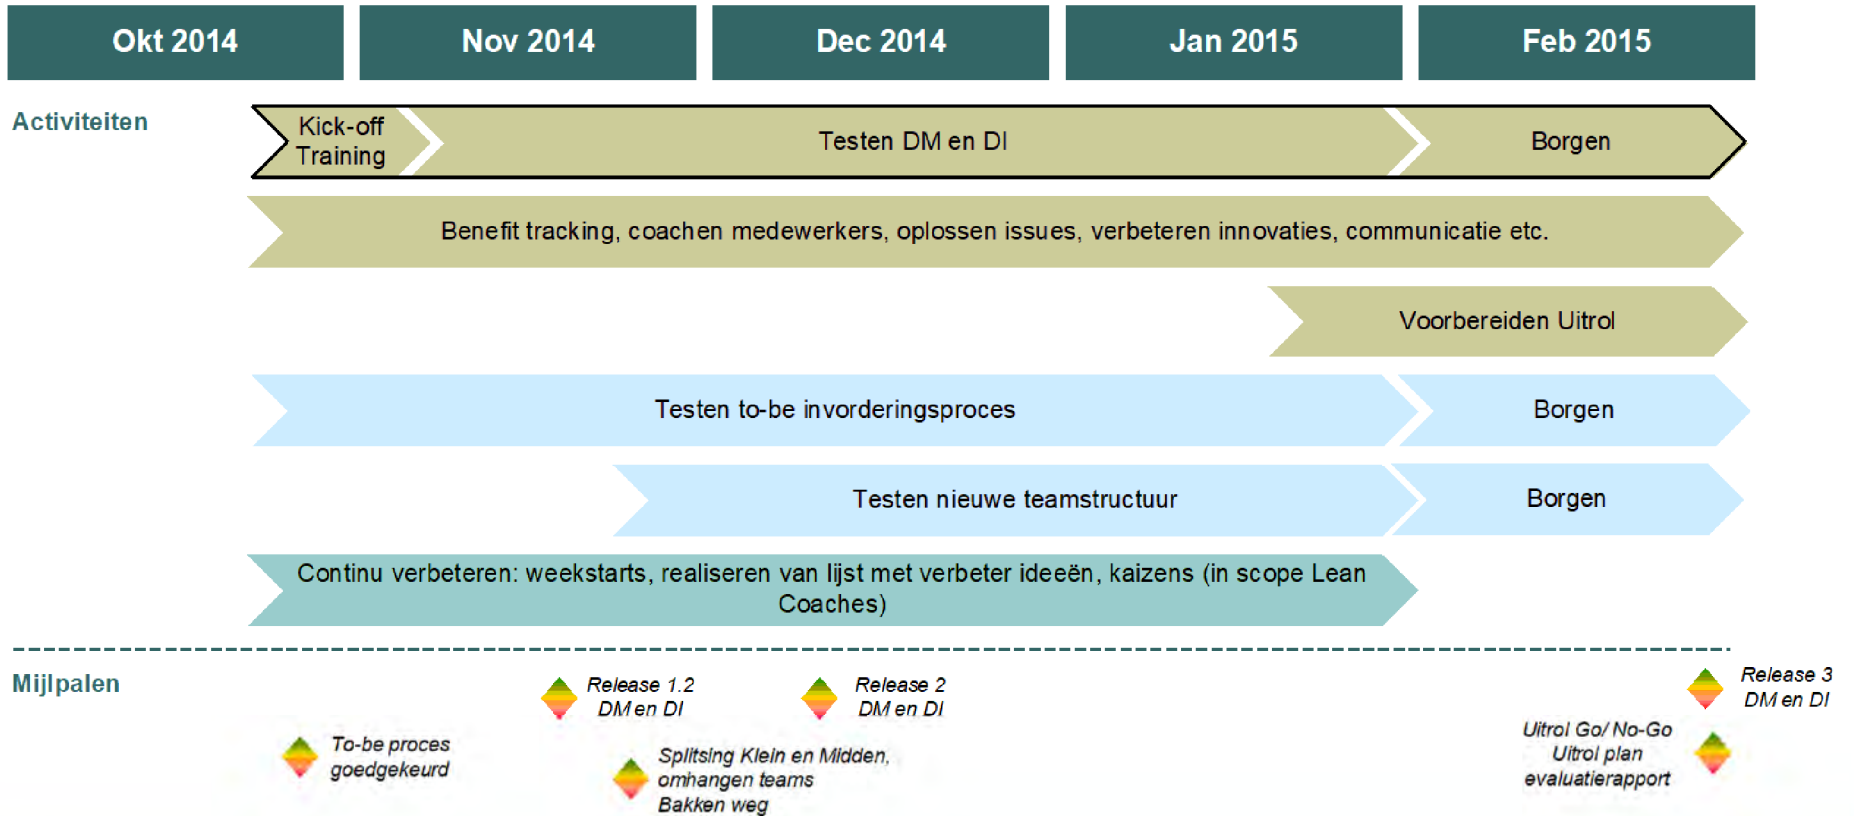 Okt 2014
Nov 2014
Dec 2014
Jan 2015
Feb 2015
Activiteiten
Kick-off
Training
Testen DM en DI
Borgen
Benefit tracking, coachen medewerkers, oplossen issues, verbeteren innovaties, communicatie etc.
Voorbereiden Uitrol
Testen to-be invorderingsproces
Borgen
Testen nieuwe teamstructuur
Borgen
Continu verbeteren: weekstarts, realiseren van lijst met verbeter ideeën, kaizens (in scope Lean
Coaches)
Mijlpalen
Release 1.2
DM en DI
Release 2
DM en DI
Release 3
DM en DI
To-be proces
goedgekeurd
Splitsing Klein en Midden,
omhangen teams
Bakken weg
Uitrol Go/ No-Go
Uitrol plan
evaluatierapport